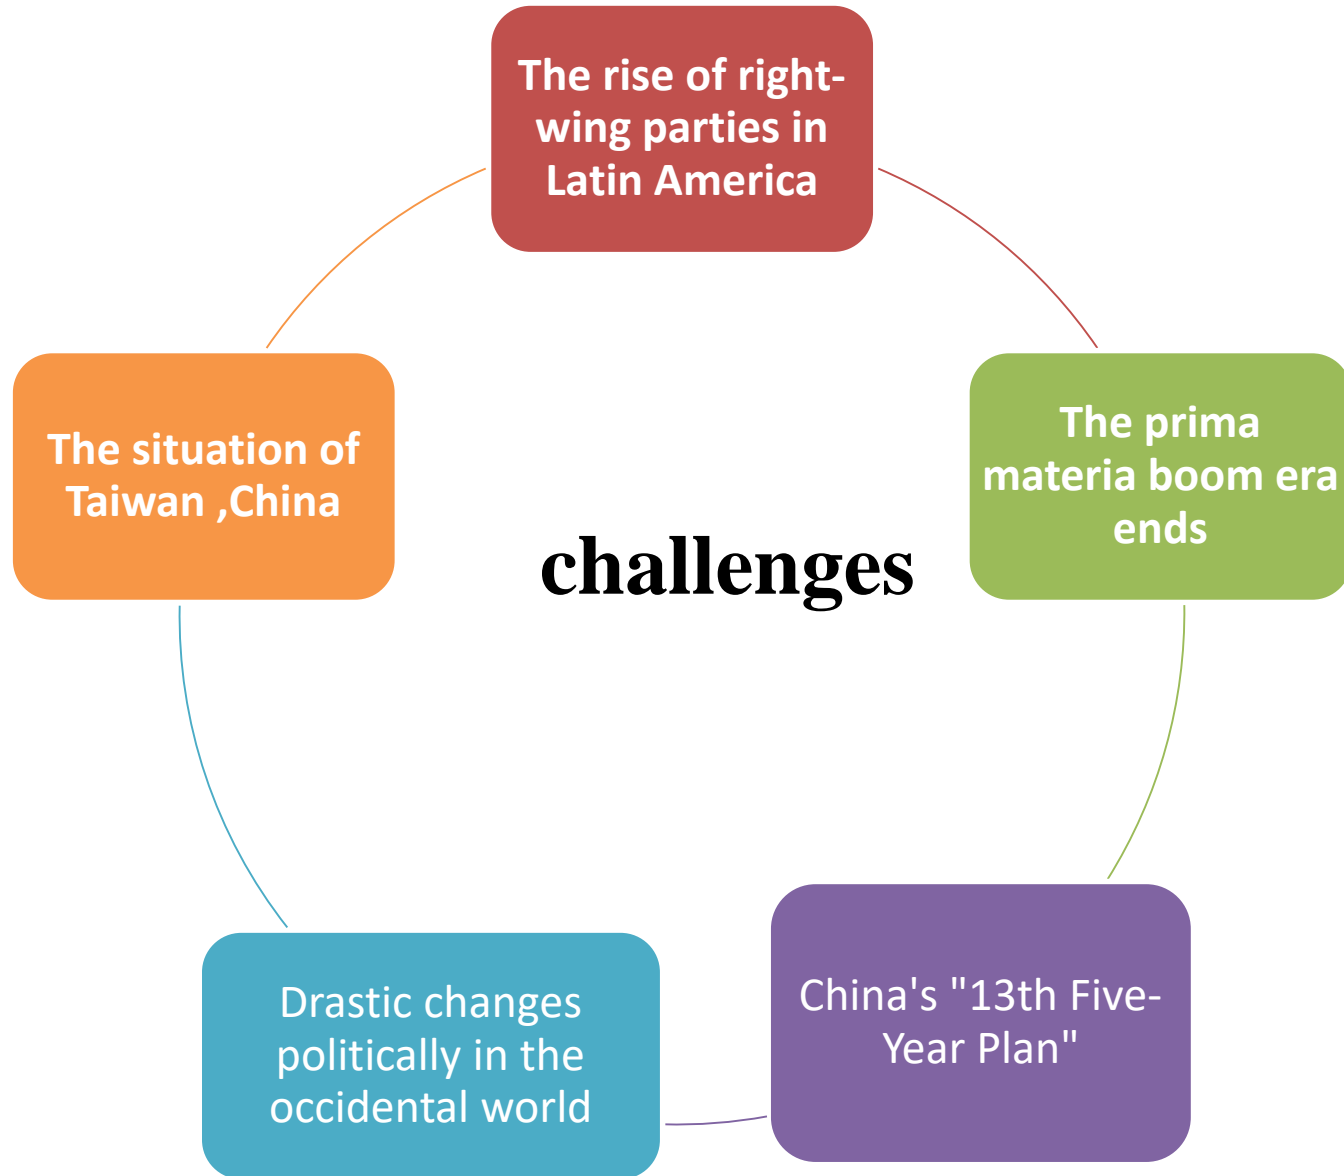 The rise of right-
wing parties in
Latin America
The prima
materia boom era
ends
China's "13th Five-
Year Plan"
Drastic changes
politically in the
occidental world
The situation of
Taiwan ,China
challenges